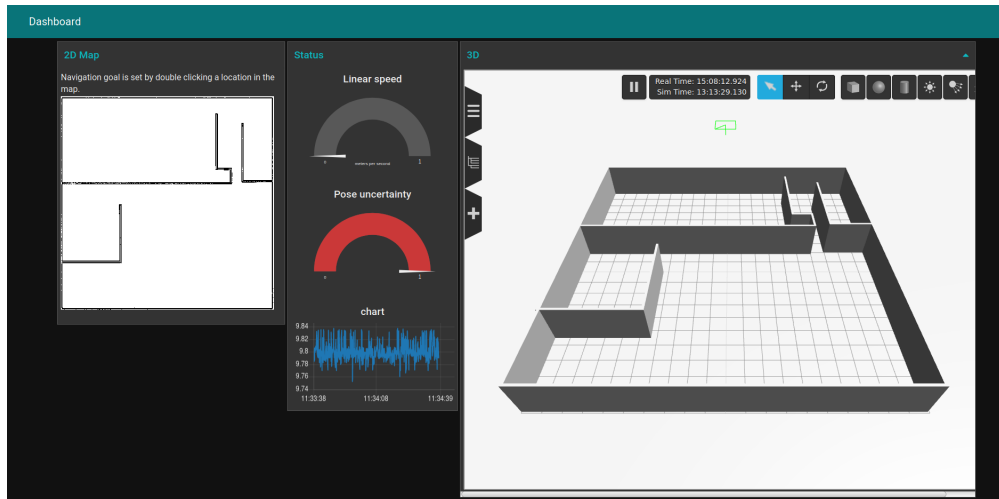 Dashboard
2D Map
Navigation goal is set by double clicking a location in the
map.
Status
Linear speed
0
meters per second
1
Pose uncertainty
0
1
chart
9.84
9.82
9.8
9.78
9.76
9.74
11:33:38
11:34:08
11:34:39
3D
Real Time: 15:08:12.924
Sim Time: 13:13:29.130